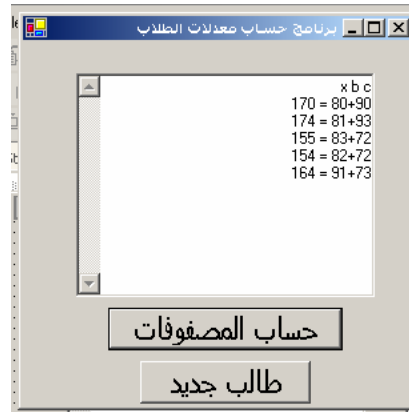 برنامج حساب معدلات الطلاب
x b c
170 = 80+90
174 = 81+93
155 = 83+72
154 = 82+72
164 = 91+73
حساب المصفوفات
طالب جديد